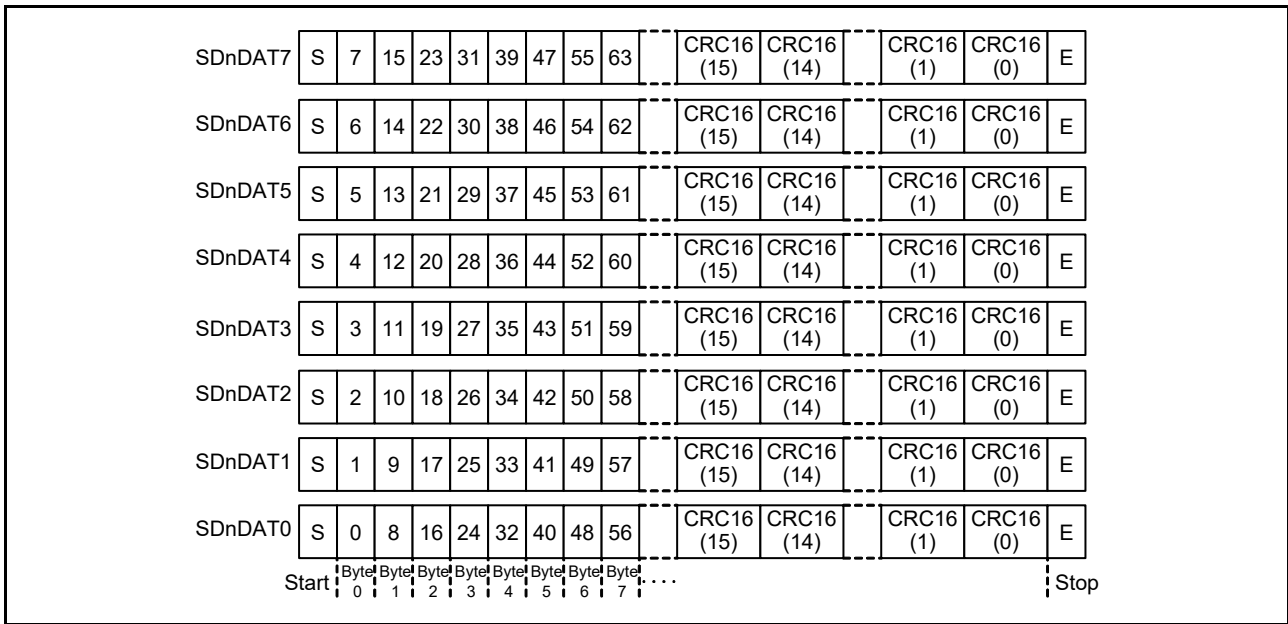 SDnDAT7 S 7 15 23 31 39 47 55 63 CRC16 (15) CRC16 (14) CRC16 (1) CRC16 (0) E
SDnDAT6 S 6 14 22 30 38 46 54 62 CRC16 (15) CRC16 (14) CRC16 (1) CRC16 (0) E
SDnDAT5 S 5 13 21 29 37 45 53 61 CRC16 (15) CRC16 (14) CRC16 (1) CRC16 (0) E
SDnDAT4 S 4 12 20 28 36 44 52 60 CRC16 (15) CRC16 (14) CRC16 (1) CRC16 (0) E
SDnDAT3 S 3 11 19 27 35 43 51 59 CRC16 (15) CRC16 (14) CRC16 (1) CRC16 (0) E
SDnDAT2 S 2 10 18 26 34 42 50 58 CRC16 (15) CRC16 (14) CRC16 (1) CRC16 (0) E
SDnDAT1 S 1 9 17 25 33 41 49 57 CRC16 (15) CRC16 (14) CRC16 (1) CRC16 (0) E
SDnDAT0 S 0 8 16 24 32 40 48 56 CRC16 (15) CRC16 (14) CRC16 (1) CRC16 (0) E
Start Byte 0 Byte 1 Byte 2 Byte 3 Byte 4 Byte 5 Byte 6 Byte 7 . . . . Stop